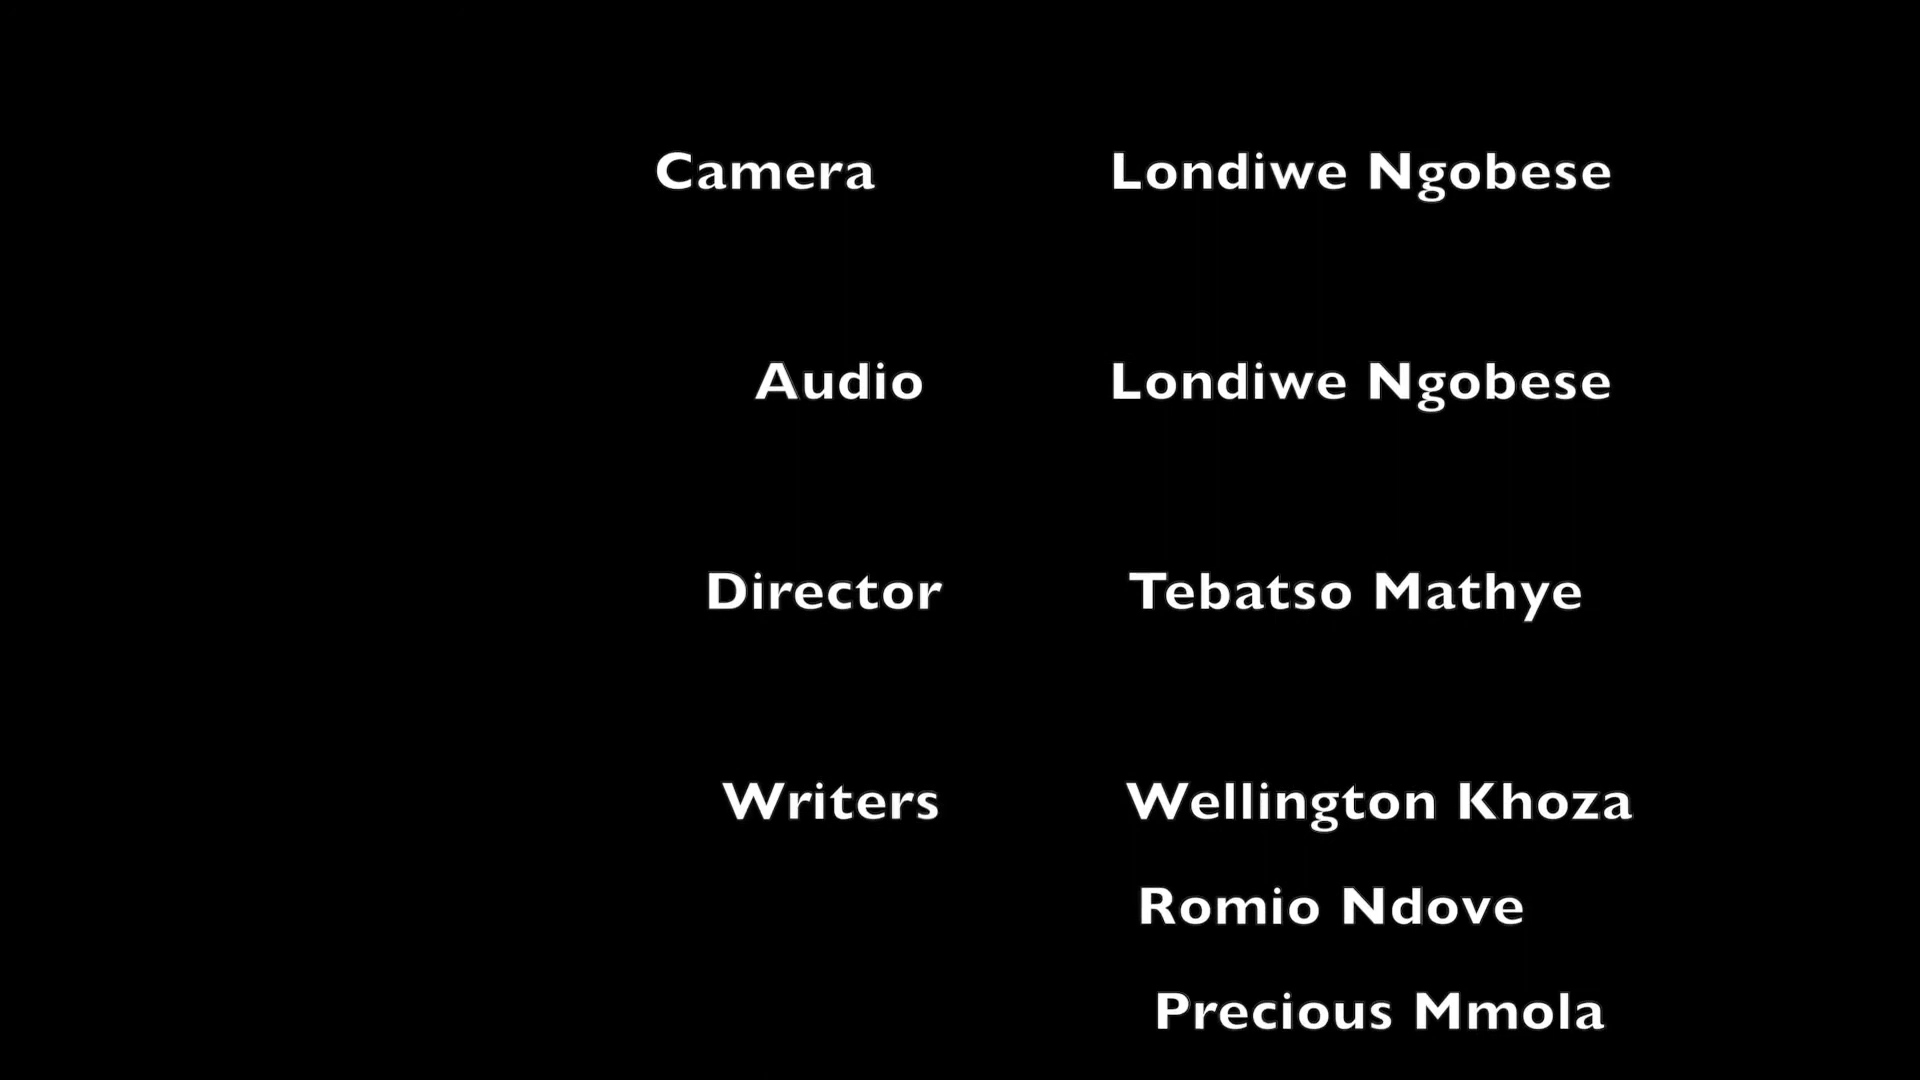 Camera Londiwe Ngobese
Audio Londiwe Ngobese
Director Tebatso Mathye
Writers Wellington Khoza
Romio Ndove
Precious Mmola